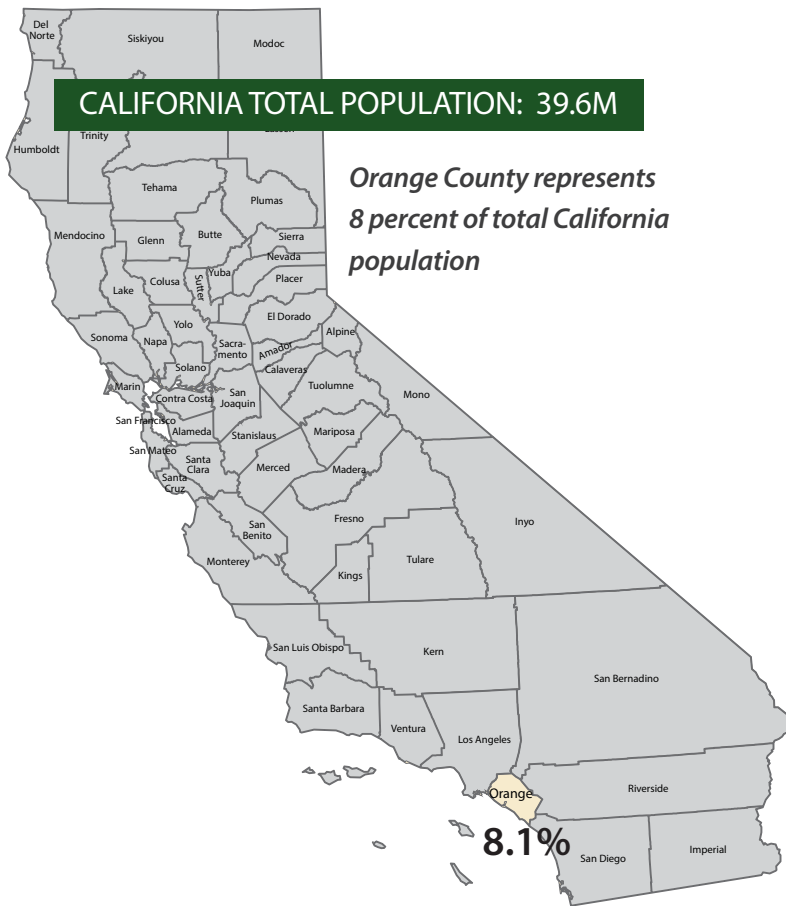 Del
Norte
Siskiyou
Modoc
CALIFORNIA TOTAL POPULATION: 39.6M
Trinity
Humboldt
Orange County represents
8 percent of total California
population
Tehama
Plumas
Mendocino
Glenn
Butte
Sierra
Nevada
Yuba
Placer
Lake
Colusa
Sutter
El Dorado
Yolo
Sonoma
Napa
Sacra-
mento
Alpine
Amador
Solano
Calaveras
Marin
Contra Costa
San
Joaquin
Tuolumne
Mono
San Francisco
Alameda
Stanislaus
Mariposa
San Mateo
Santa
Clara
Merced
Madera
Santa
Cruz
Fresno
Inyo
San
Benito
Monterey
Kings
Tulare
San Luis Obispo
Kern
San Bernadino
Santa Barbara
Ventura
Los Angeles
Orange
Riverside
8.1%
San Diego
Imperial